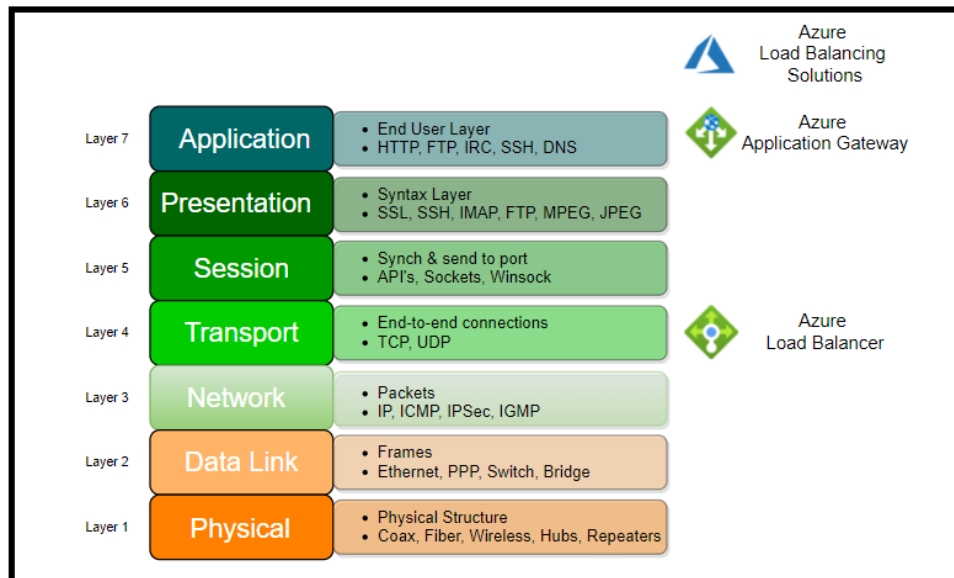 Azure
Load Balancing
Solutions
Layer 7
Application
• End User Layer
• HTTP, FTP, IRC, SSH, DNS
Azure
Application Gateway
Layer 6
Presentation
• Syntax Layer
• SSL, SSH, IMAP, FTP, MPEG, JPEG
Layer 5
Session
• Synch & send to port
• API's, Sockets, Winsock
Layer 4
Transport
• End-to-end connections
• TCP, UDP
Azure
Load Balancer
Layer 3
Network
• Packets
• IP, ICMP, IPSec, IGMP
Layer 2
Data Link
• Frames
• Ethernet, PPP, Switch, Bridge
Layer 1
Physical
• Physical Structure
• Coax, Fiber, Wireless, Hubs, Repeaters